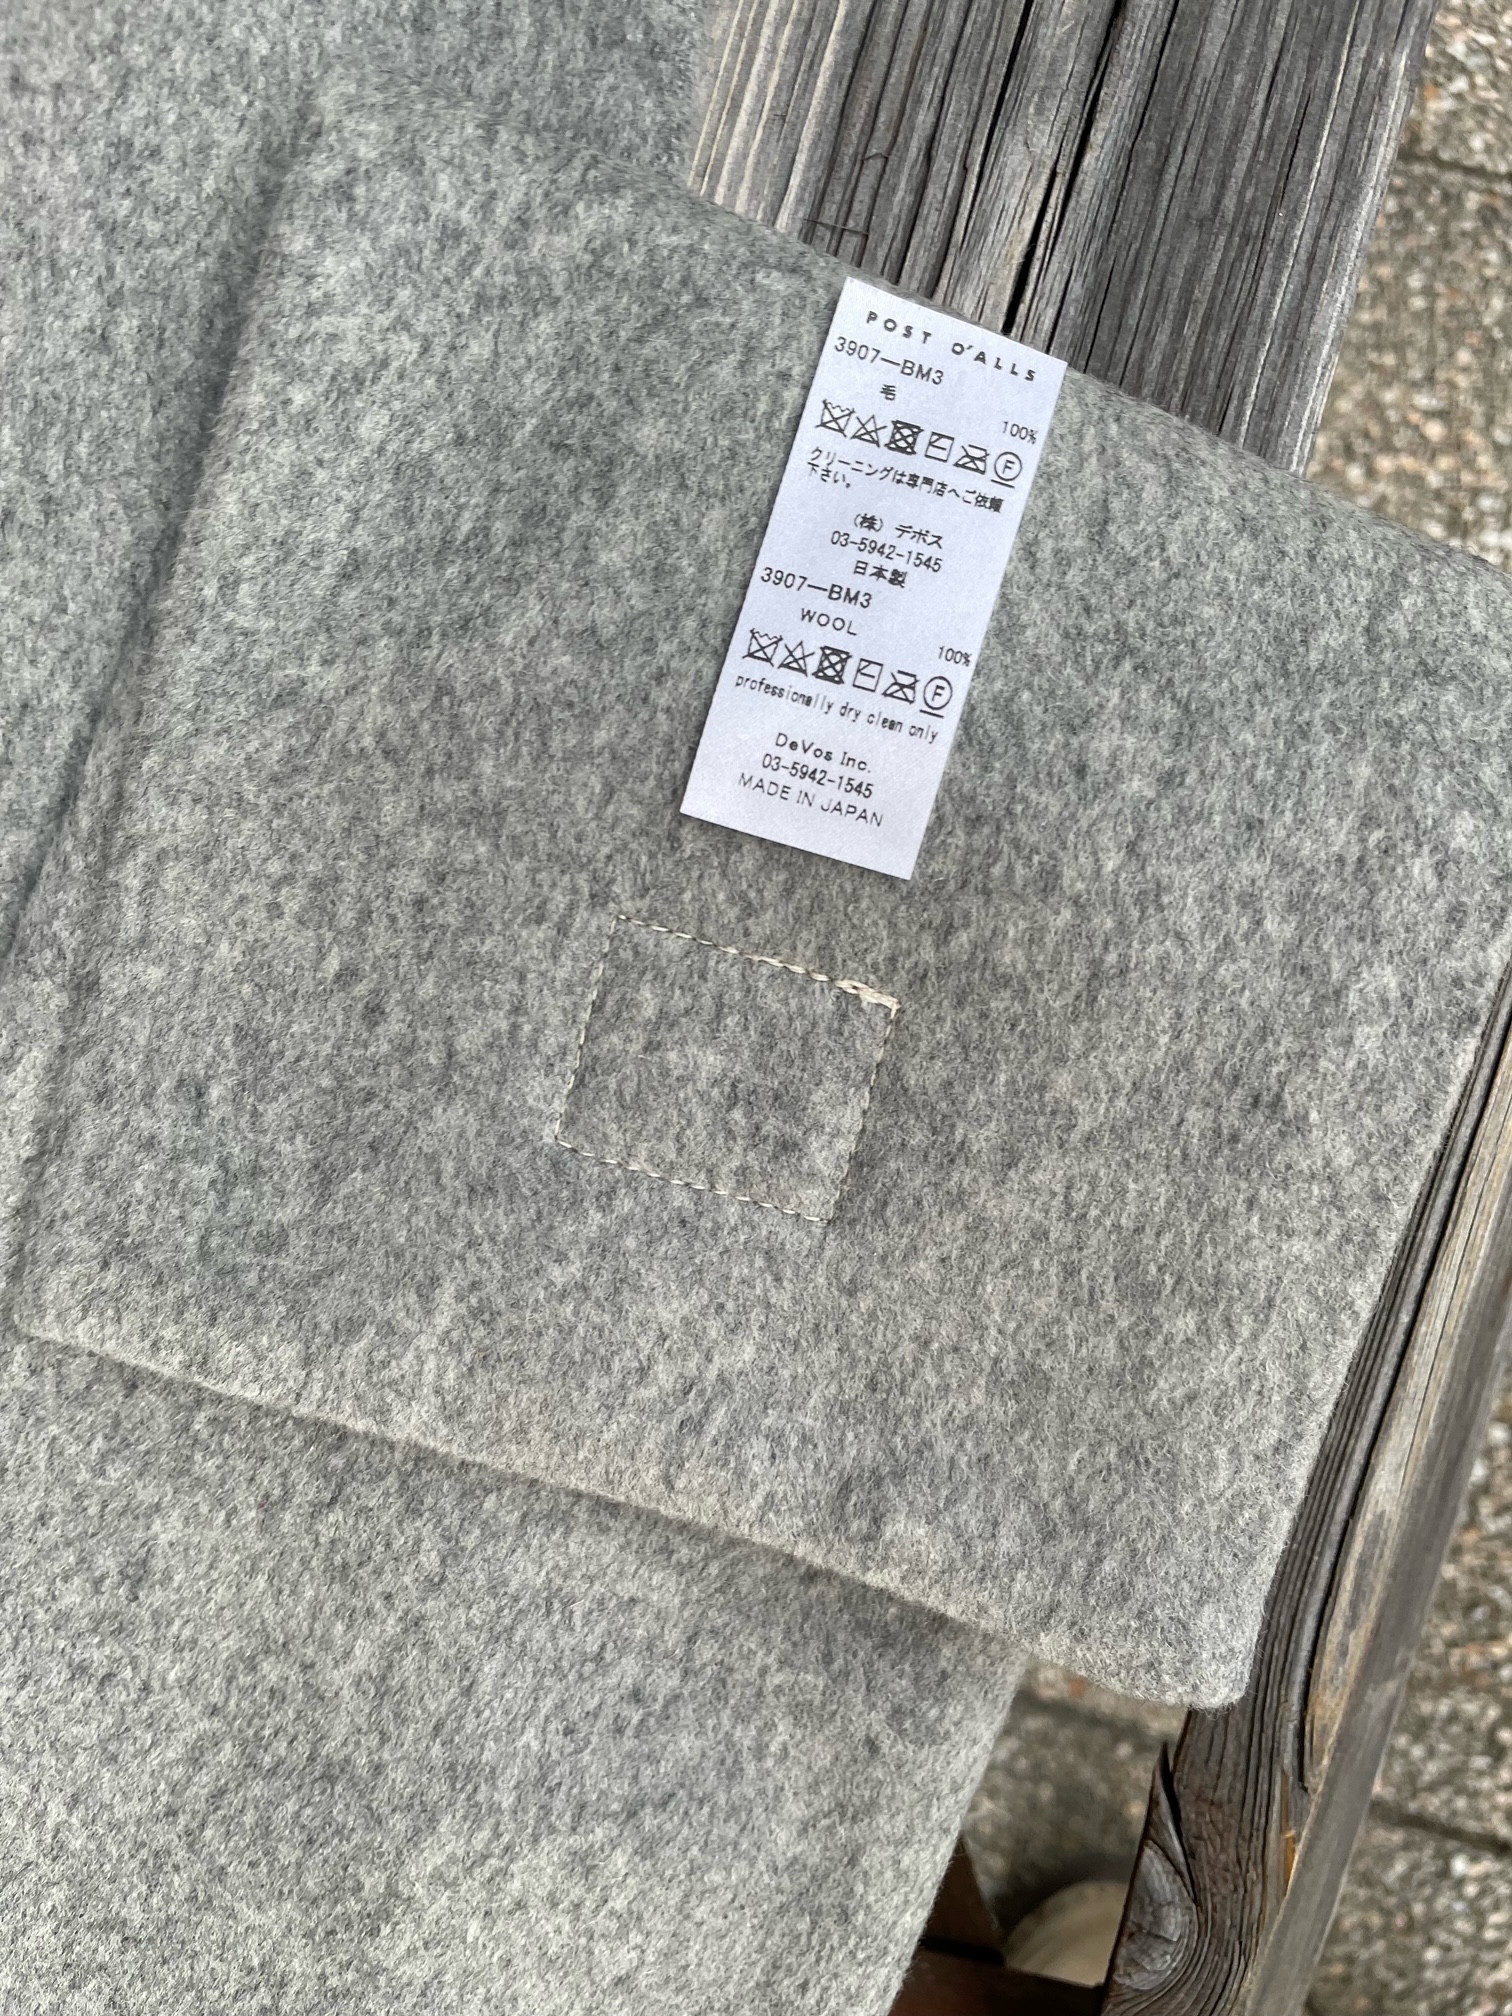 POST O'ALLS
3907—BM3
毛
100%
F
クリーニングは専門店へご依頼
下さい。
（株）デボス
03-5942-1545
日本製
3907—BM3
WOOL
100%
F
professionally dry clean only
DeVos Inc.
03-5942-1545
MADE IN JAPAN